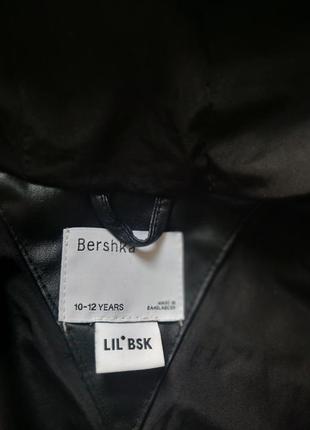 Bershka
10-12 YEARS
MADE IN
BANGLADESH
LIL* BSK